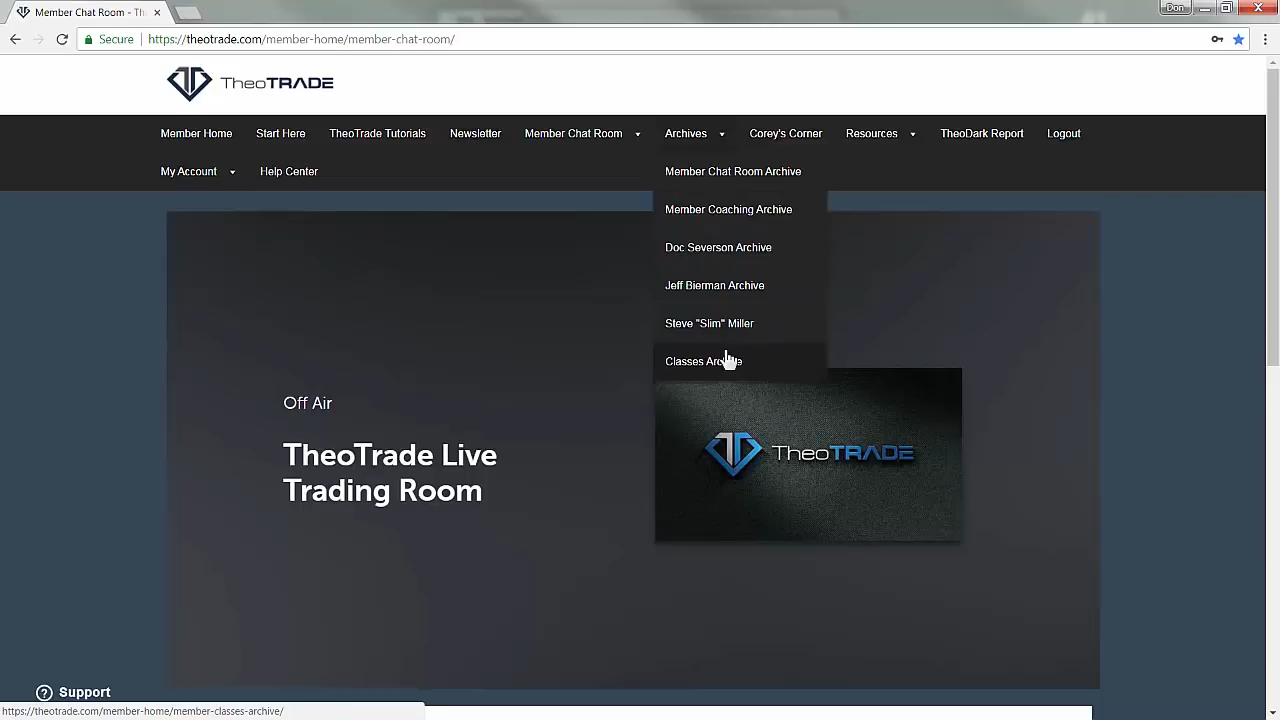 Member Chat Room - Th
Don
Secure
https://theotrade.com/member-home/member-chat-room/
TheoTRADE
Member Home Start Here TheoTrade Tutorials Newsletter Member Chat Room Archives Corey's Corner Resources TheoDark Report Logout
My Account Help Center
Member Chat Room Archive
Member Coaching Archive
Doc Severson Archive
Jeff Bierman Archive
Steve "Slim" Miller
Classes Archive
Off Air
TheoTrade Live
Trading Room
TheoTRADE
Support
https://theotrade.com/member-home/member-classes-archive/